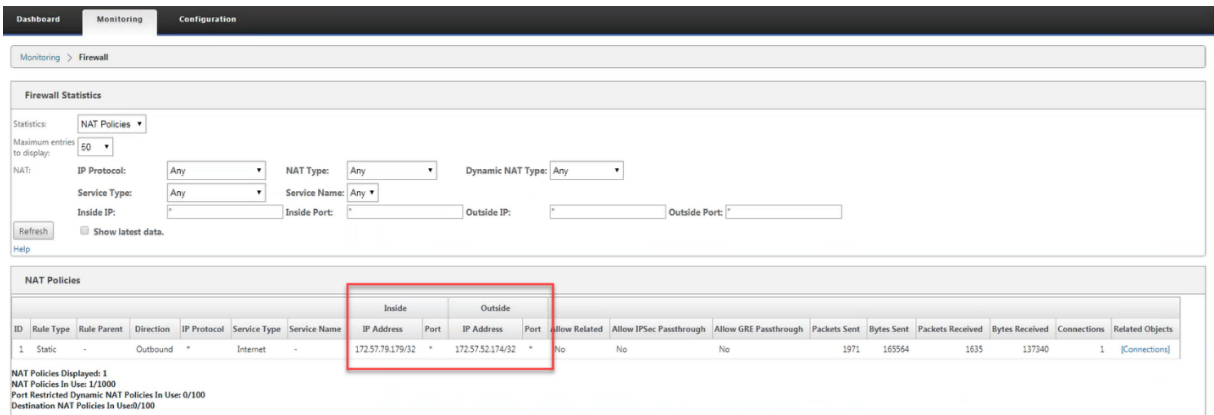 Dashboard Monitoring Configuration
Monitoring > Firewall
Firewall Statistics
Statistics: NAT Policies
Maximum entries to display: 50
NAT: IP Protocol: Any NAT Type: Any Dynamic NAT Type: Any
Service Type: Any Service Name: Any
Inside IP: * Inside Port: * Outside IP: * Outside Port: *
Refresh Show latest data.
Help
NAT Policies
Inside Outside
ID Rule Type Rule Parent Direction IP Protocol Service Type Service Name IP Address Port IP Address Port Allow Related Allow IPSec Passthrough Allow GRE Passthrough Packets Sent Bytes Sent Packets Received Bytes Received Connections Related Objects
1 Static - Outbound * Internet - 172.57.79.179/32 * 172.57.52.174/32 * No No No 1971 165564 1635 137340 1 [Connections]
NAT Policies Displayed: 1
NAT Policies In Use: 1/1000
Port Restricted Dynamic NAT Policies In Use: 0/100
Destination NAT Policies In Use:0/100